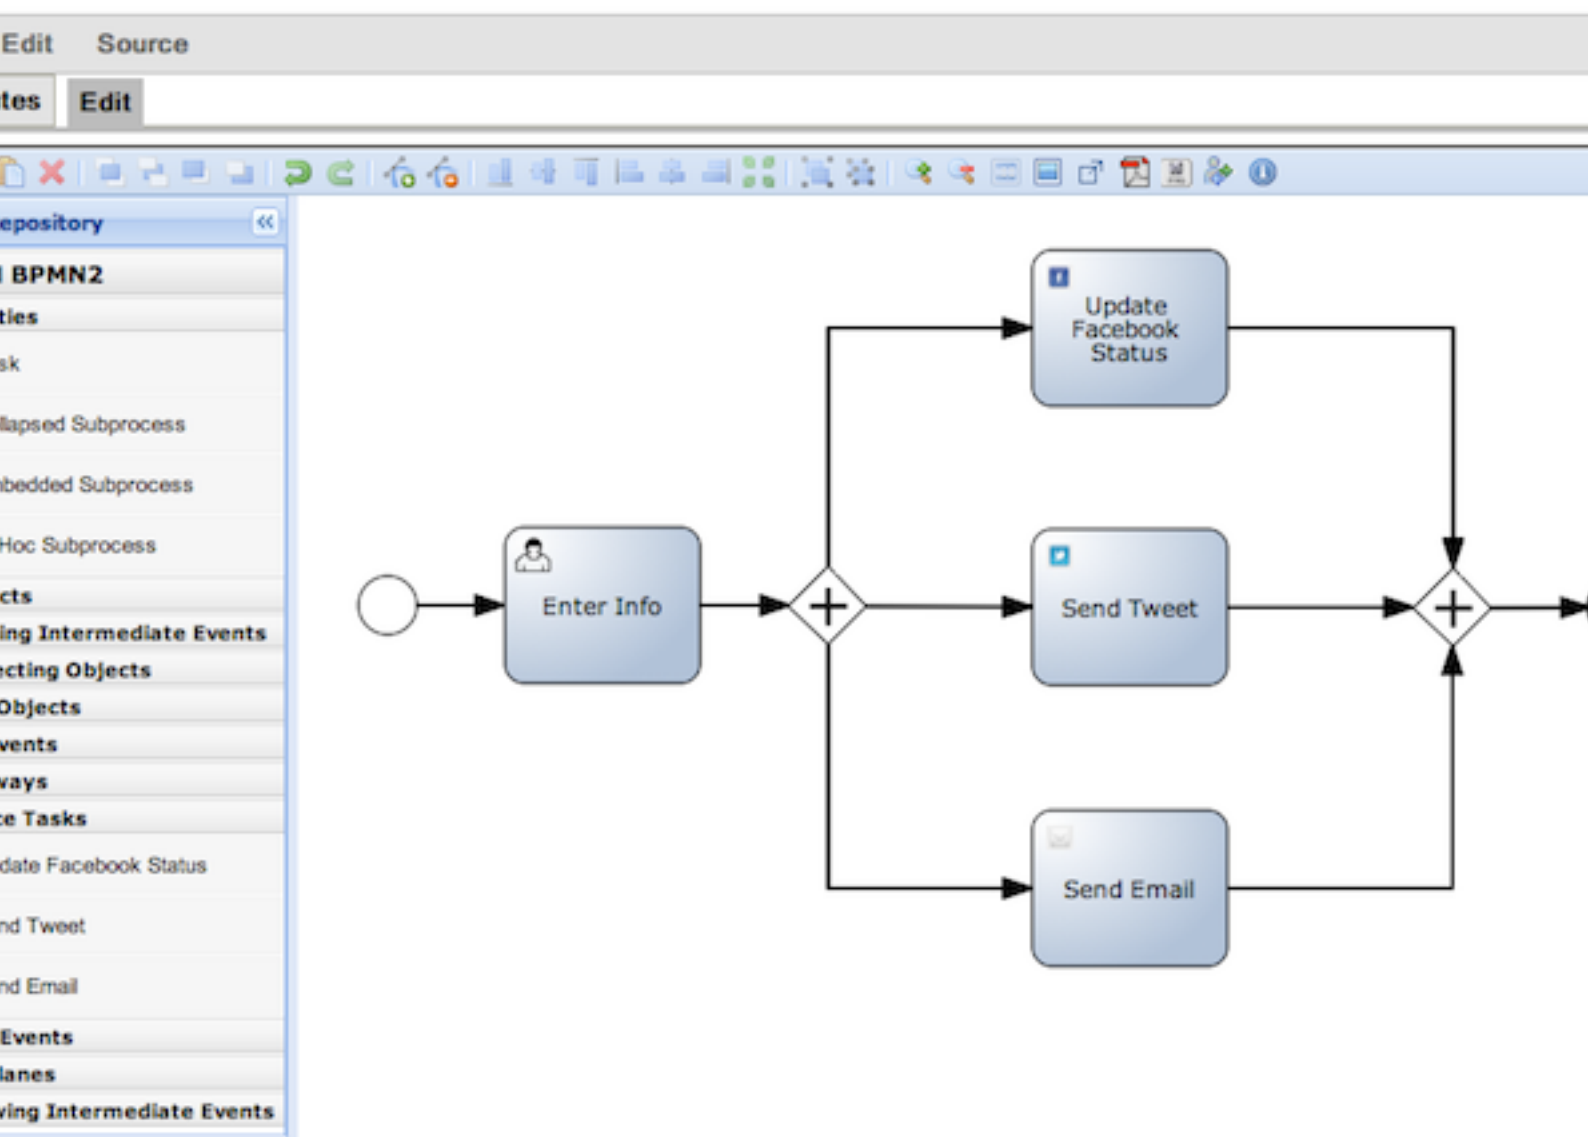 Edit Source
tes Edit
epository
BPMN2
ties
sk
llapsed Subprocess
bedded Subprocess
Hoc Subprocess
cts
ing Intermediate Events
ecting Objects
Objects
vents
ways
ce Tasks
date Facebook Status
nd Tweet
nd Email
Events
lanes
wing Intermediate Events
Update
Facebook
Status
Enter Info
Send Tweet
Send Email